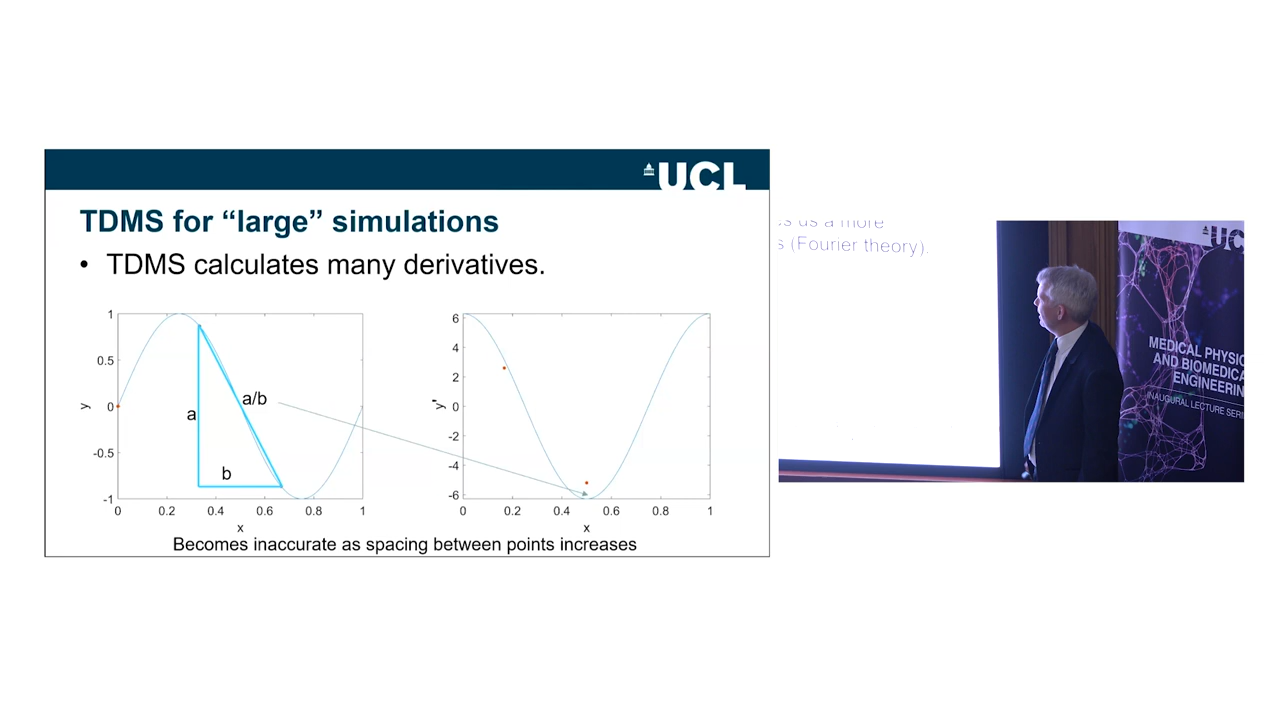 UCL
TDMS for “large” simulations
• TDMS calculates many derivatives.
1
0.5
0
-0.5
-1
y
a
a/b
b
0 0.2 0.4 0.6 0.8 1
x
6
4
2
0
-2
-4
-6
y'
0 0.2 0.4 0.6 0.8 1
x
Becomes inaccurate as spacing between points increases
us a more
(Fourier theory).
UC
MEDICAL PHYSIC
AND BIOMEDICA
ENGINEERIN
INAUGURAL LECTURE SERI